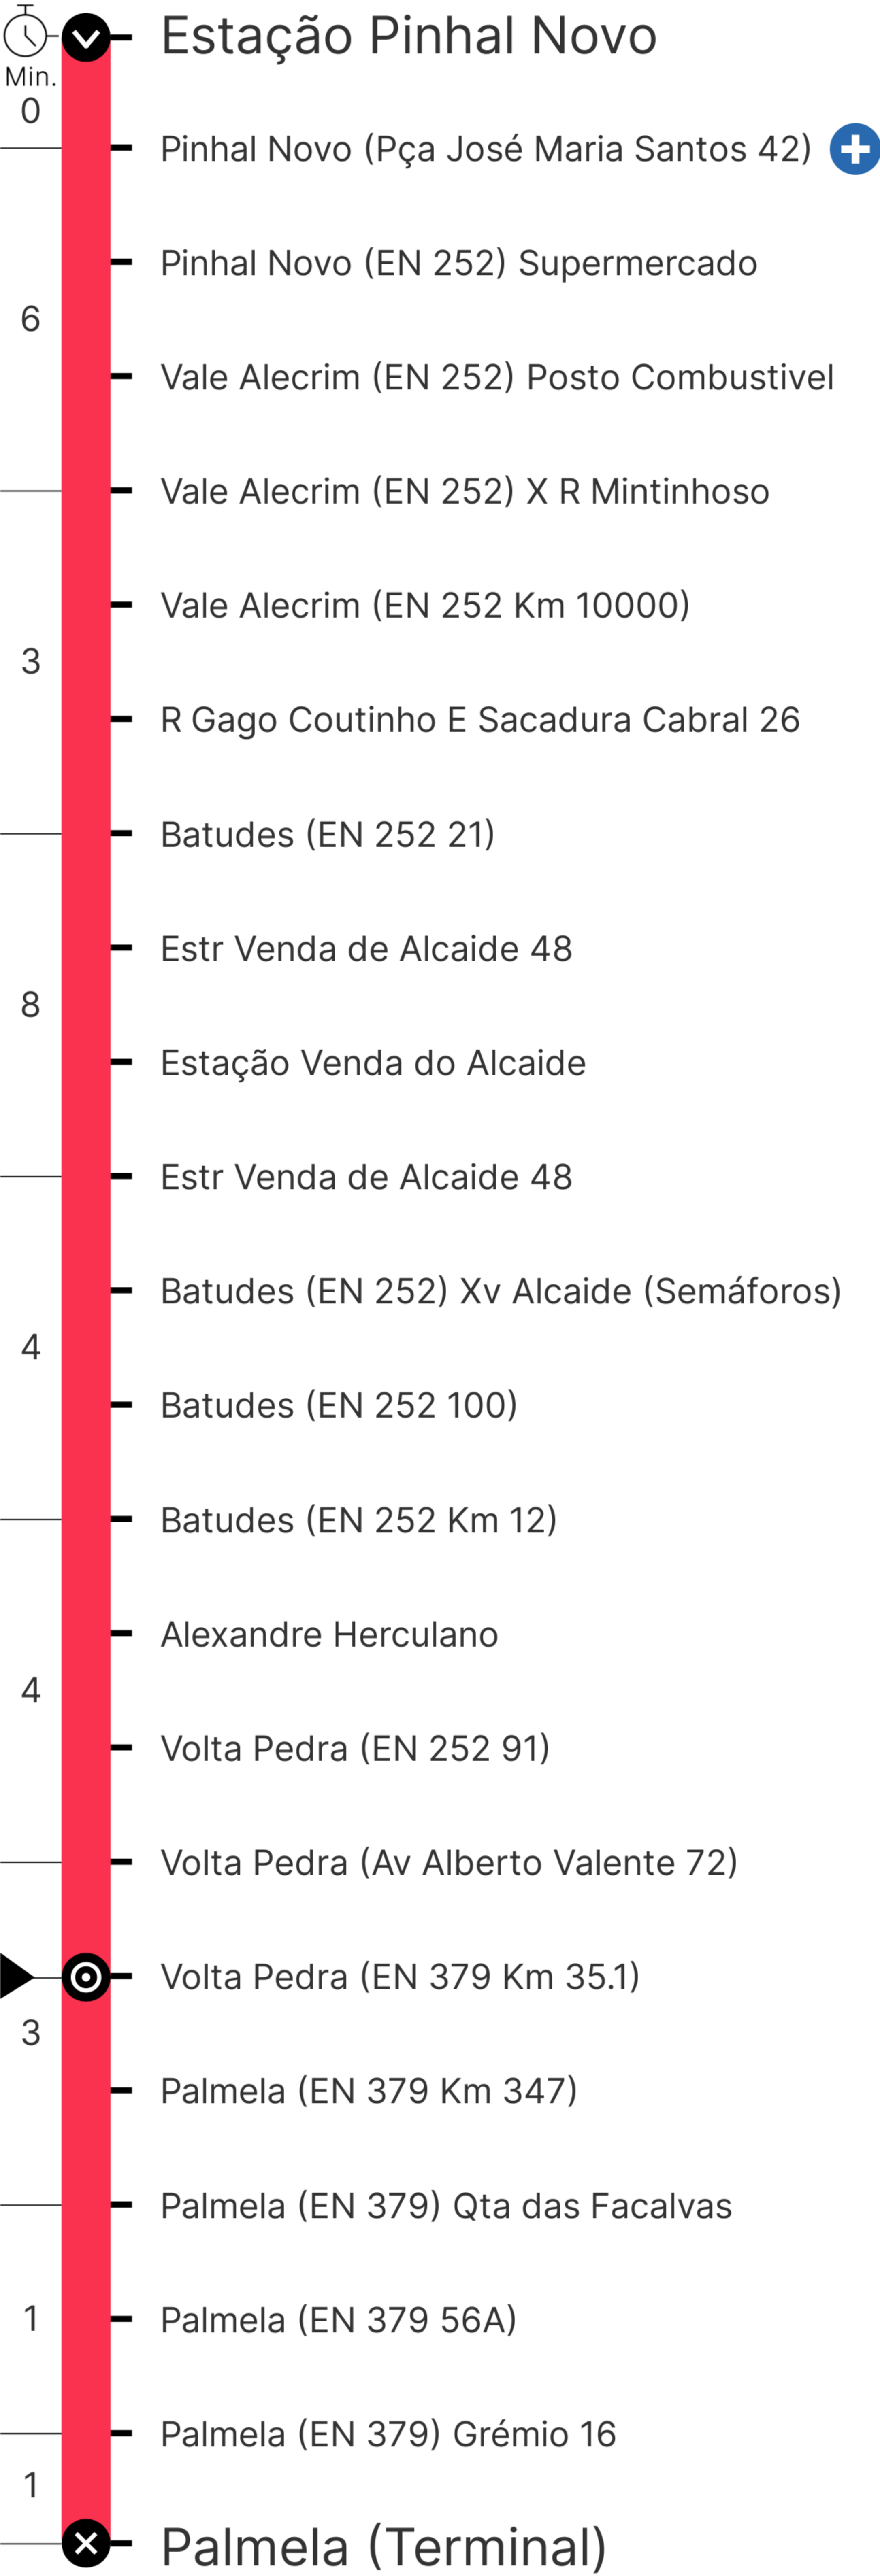 Estação Pinhal Novo
Min.
0
Pinhal Novo (Pça José Maria Santos 42)
Pinhal Novo (EN 252) Supermercado
6
Vale Alecrim (EN 252) Posto Combustivel
Vale Alecrim (EN 252) X R Mintinhoso
Vale Alecrim (EN 252 Km 10000)
3
R Gago Coutinho E Sacadura Cabral 26
Batudes (EN 252 21)
Estr Venda de Alcaide 48
8
Estação Venda do Alcaide
Estr Venda de Alcaide 48
Batudes (EN 252) Xv Alcaide (Semáforos)
4
Batudes (EN 252 100)
Batudes (EN 252 Km 12)
Alexandre Herculano
4
Volta Pedra (EN 252 91)
Volta Pedra (Av Alberto Valente 72)
Volta Pedra (EN 379 Km 35.1)
3
Palmela (EN 379 Km 347)
Palmela (EN 379) Qta das Facalvas
1
Palmela (EN 379 56A)
Palmela (EN 379) Grémio 16
1
Palmela (Terminal)